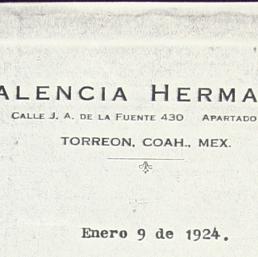 ALENCIA HERMA
CALLE J. A. DE LA FUENTE 430 APARTADO
TORREON, COAH., MEX.
Enero 9 de 1924.